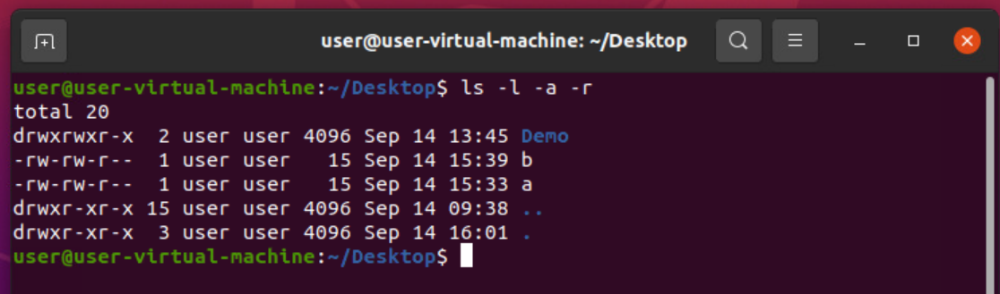 user@user-virtual-machine: ~/Desktop
user@user-virtual-machine:~/Desktop$ ls -l -a -r
total 20
drwxrwxr-x  2 user user 4096 Sep 14 13:45 Demo
-rw-rw-r--  1 user user   15 Sep 14 15:39 b
-rw-rw-r--  1 user user   15 Sep 14 15:33 a
drwxr-xr-x 15 user user 4096 Sep 14 09:38 ..
drwxr-xr-x  3 user user 4096 Sep 14 16:01 .
user@user-virtual-machine:~/Desktop$